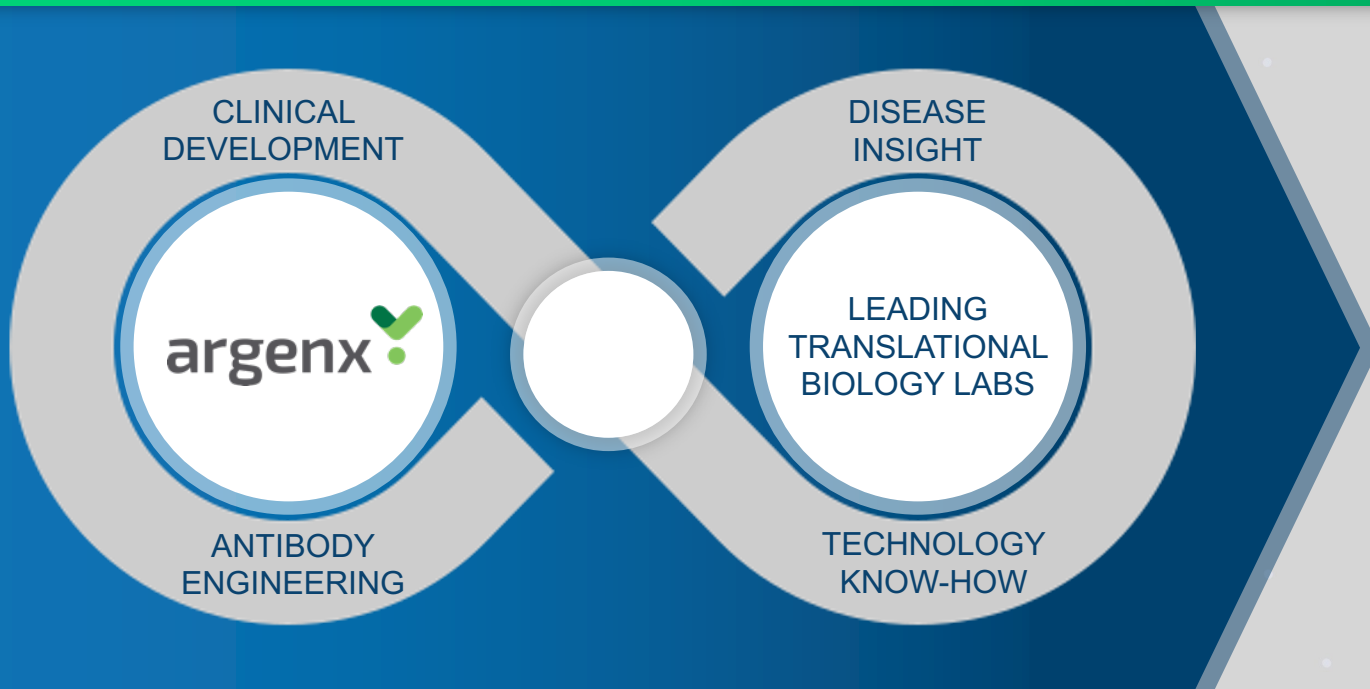 CLINICAL
DEVELOPMENT
argenx
ANTIBODY
ENGINEERING
DISEASE
INSIGHT
LEADING
TRANSLATIONAL
BIOLOGY LABS
TECHNOLOGY
KNOW-HOW